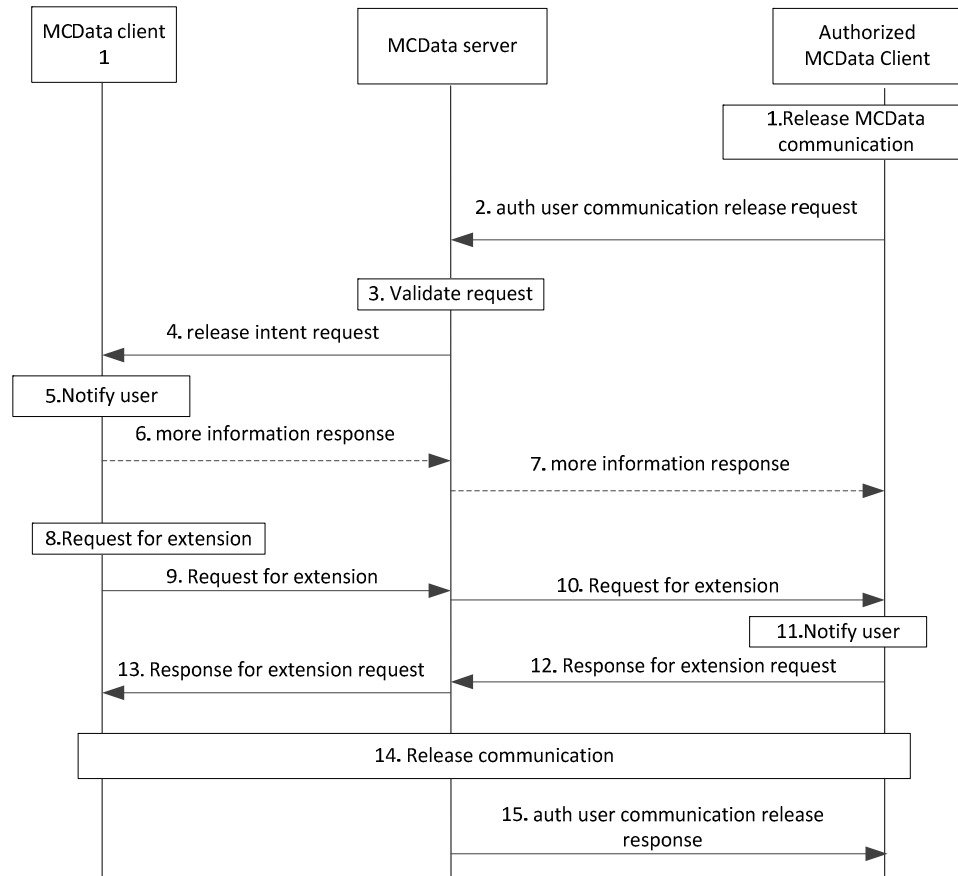 MCData client
1
MCData server
Authorized
MCData Client
1.Release MCData
communication
2. auth user communication release request
3. Validate request
4. release intent request
5.Notify user
6. more information response
7. more information response
8.Request for extension
9. Request for extension
10. Request for extension
11.Notify user
12. Response for extension request
13. Response for extension request
14. Release communication
15. auth user communication release
response